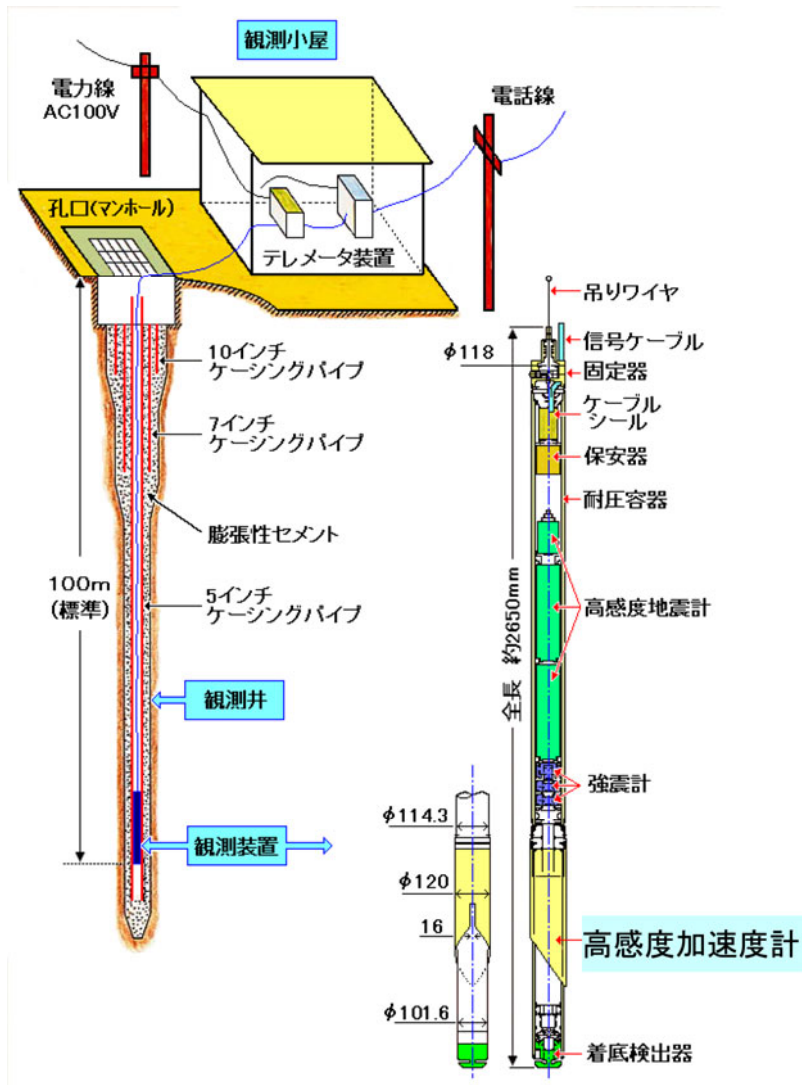 観測小屋
電力線
AC100V
電話線
孔口(マンホール)
テレメータ装置
吊りワイヤ
信号ケーブル
φ118
固定器
10インチ
ケーシングパイプ
ケーブル
シール
7インチ
ケーシングパイプ
保安器
耐圧容器
膨張性セメント
100m
(標準)
5インチ
ケーシングパイプ
高感度地震計
全長 約2650mm
観測井
強震計
φ114.3
観測装置
φ120
16
高感度加速度計
φ101.6
着底検出器